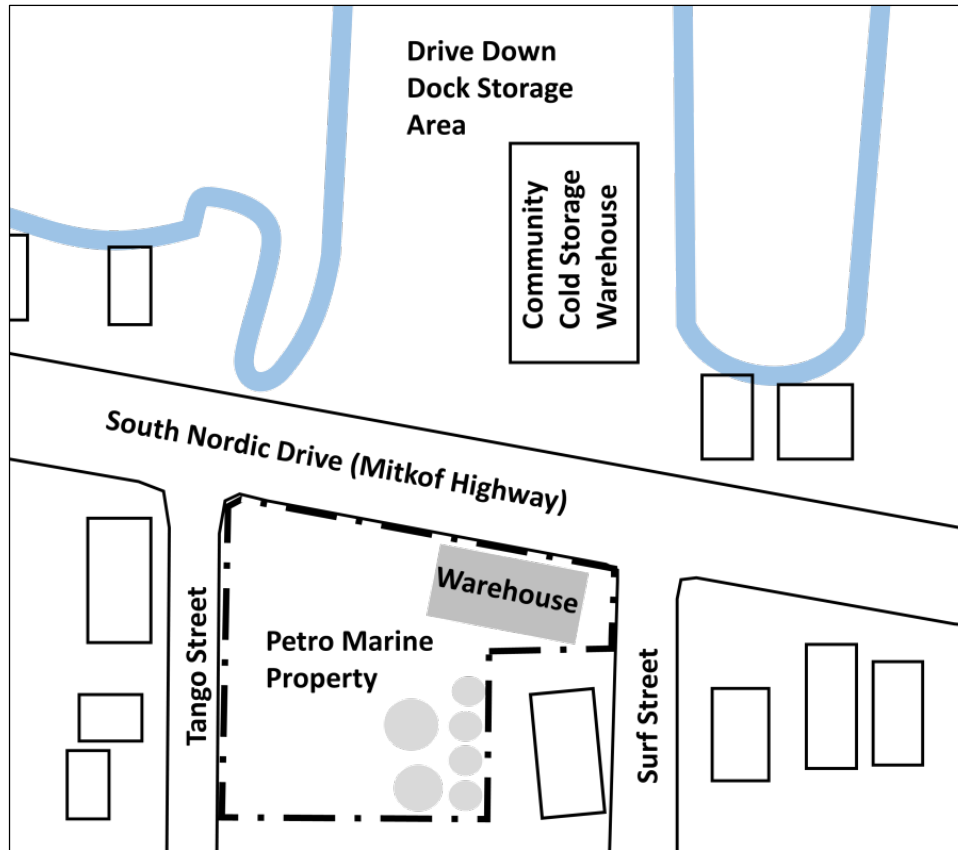 Drive Down
Dock Storage
Area
Community
Cold Storage
Warehouse
South Nordic Drive (Mitkof Highway)
Warehouse
Petro Marine
Property
Tango Street
Surf Street